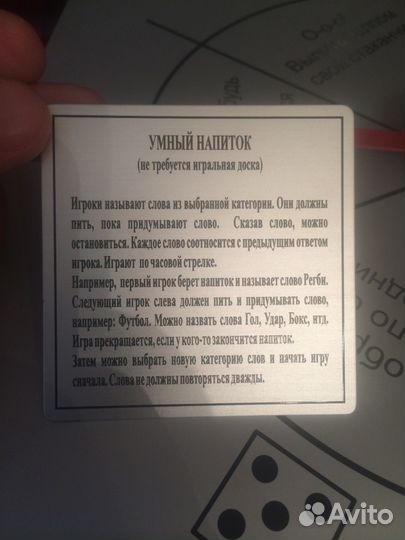 УМНЫЙ НАПИТОК
(не требуется игральная доска)
Игроки называют слова из выбранной категории. Они должны
пить, пока придумывают слово. Сказав слово, можно
остановиться. Каждое слово соотносится с предыдущим ответом
игрока. Играют по часовой стрелке.
Например, первый игрок берет напиток и называет слово Регби.
Следующий игрок слева должен пить и придумывать слово,
например: Футбол. Можно назвать слова Гол, Удар, Бокс, итд.
Игра прекращается, если у кого-то закончится напиток.
Затем можно выбрать новую категорию слов и начать игру
сначала. Слова не должны повторяться дважды.
Avito